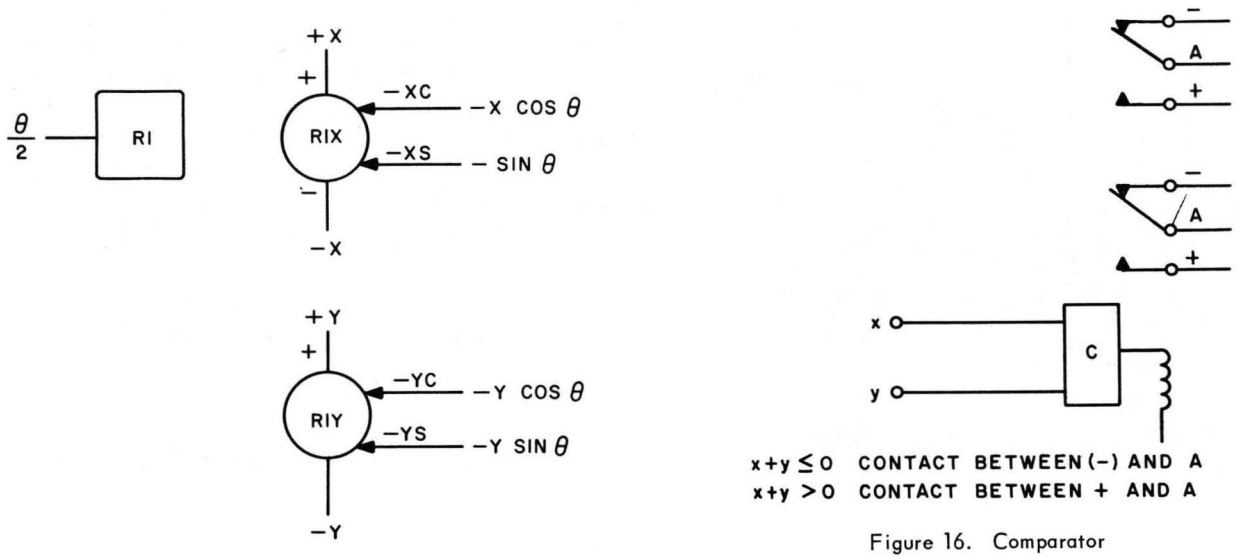 θ
2
RI
+X
+
RIX
-XC
-X COS θ
-XS
- SIN θ
-
-X
+Y
+
RIY
-YC
-Y COS θ
-YS
-Y SIN θ
-Y
-
A
+
-
A
+
x
y
C
x+y ≤ 0 CONTACT BETWEEN (-) AND A
x+y > 0 CONTACT BETWEEN + AND A
Figure 16. Comparator